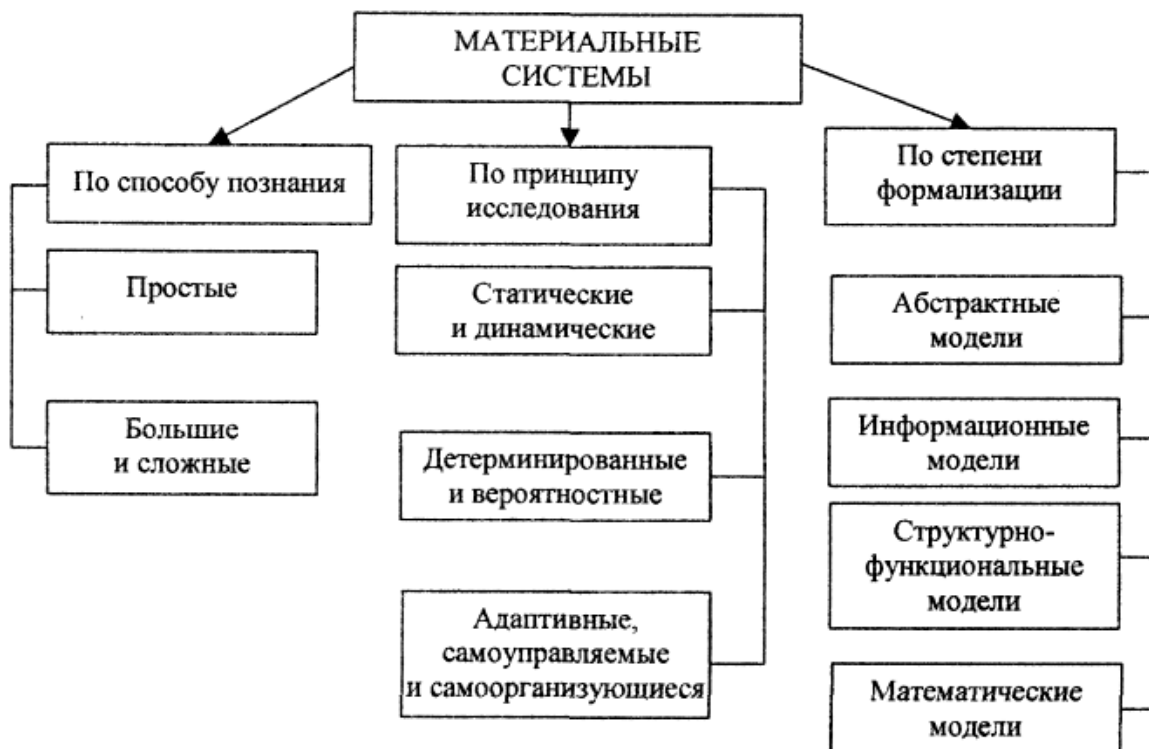 МАТЕРИАЛЬНЫЕ
СИСТЕМЫ
По способу познания
Простые
Большие
и сложные
По принципу
исследования
Статические
и динамические
Детерминированные
и вероятностные
Адаптивные,
самоуправляемые
и самоорганизующиеся
По степени
формализации
Абстрактные
модели
Информационные
модели
Структурно-
функциональные
модели
Математические
модели